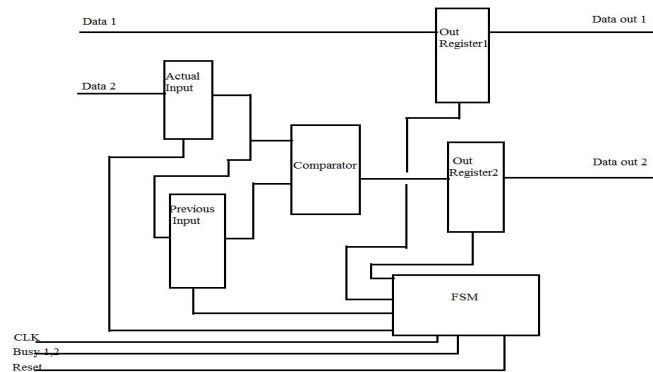 Data 1
Out
Register1
Data out 1
Data 2
Actual
Input
Comparator
Out
Register2
Data out 2
Previous
Input
FSM
CLK
Busy 1,2
Reset